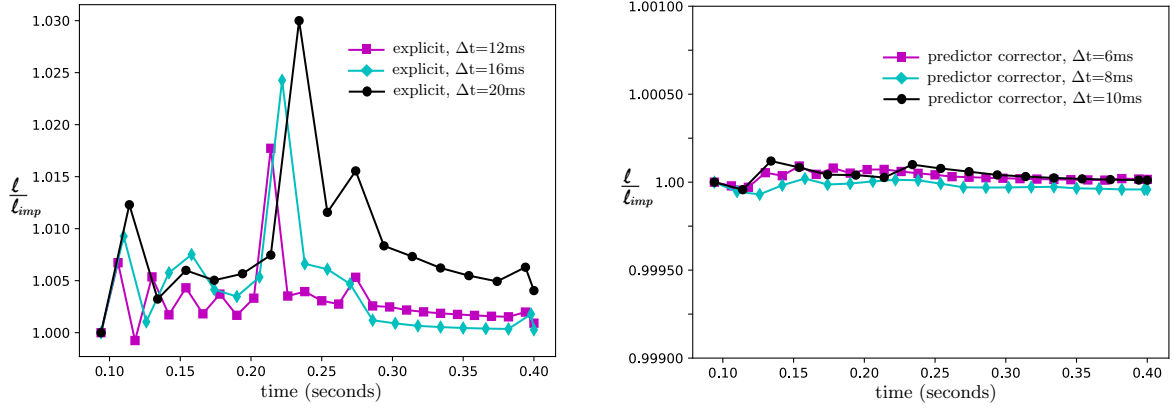 1.030
1.025
1.020
1.015
1.010
1.005
1.000
ℓ
ℓimp
explicit, Δt=12ms
explicit, Δt=16ms
explicit, Δt=20ms
0.10 0.15 0.20 0.25 0.30 0.35 0.40
time (seconds)
1.00100
1.00050
1.00
0.99950
0.99900
ℓ
ℓimp
predictor corrector, Δt=6ms
predictor corrector, Δt=8ms
predictor corrector, Δt=10ms
0.10 0.15 0.20 0.25 0.30 0.35 0.40
time (seconds)